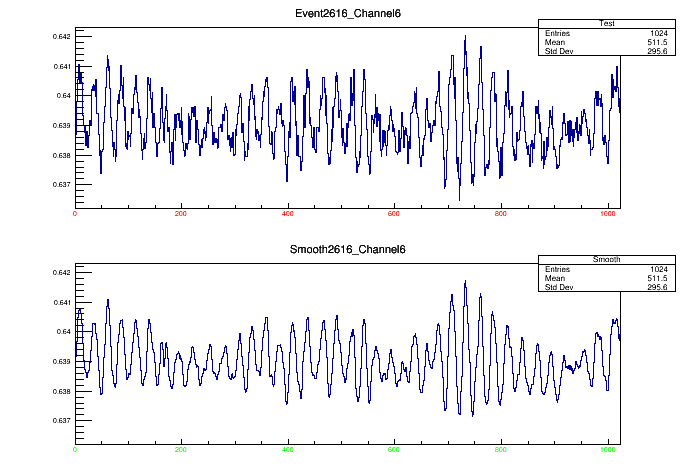 Event2616_Channel6
Test
Entries 1024
Mean 511.5
Std Dev 295.6
0.642
0.641
0.64
0.639
0.638
0.637
0 200 400 600 800 1000
Smooth2616_Channel6
Smooth
Entries 1024
Mean 511.5
Std Dev 295.6
0.642
0.641
0.64
0.639
0.638
0.637
0 200 400 600 800 1000